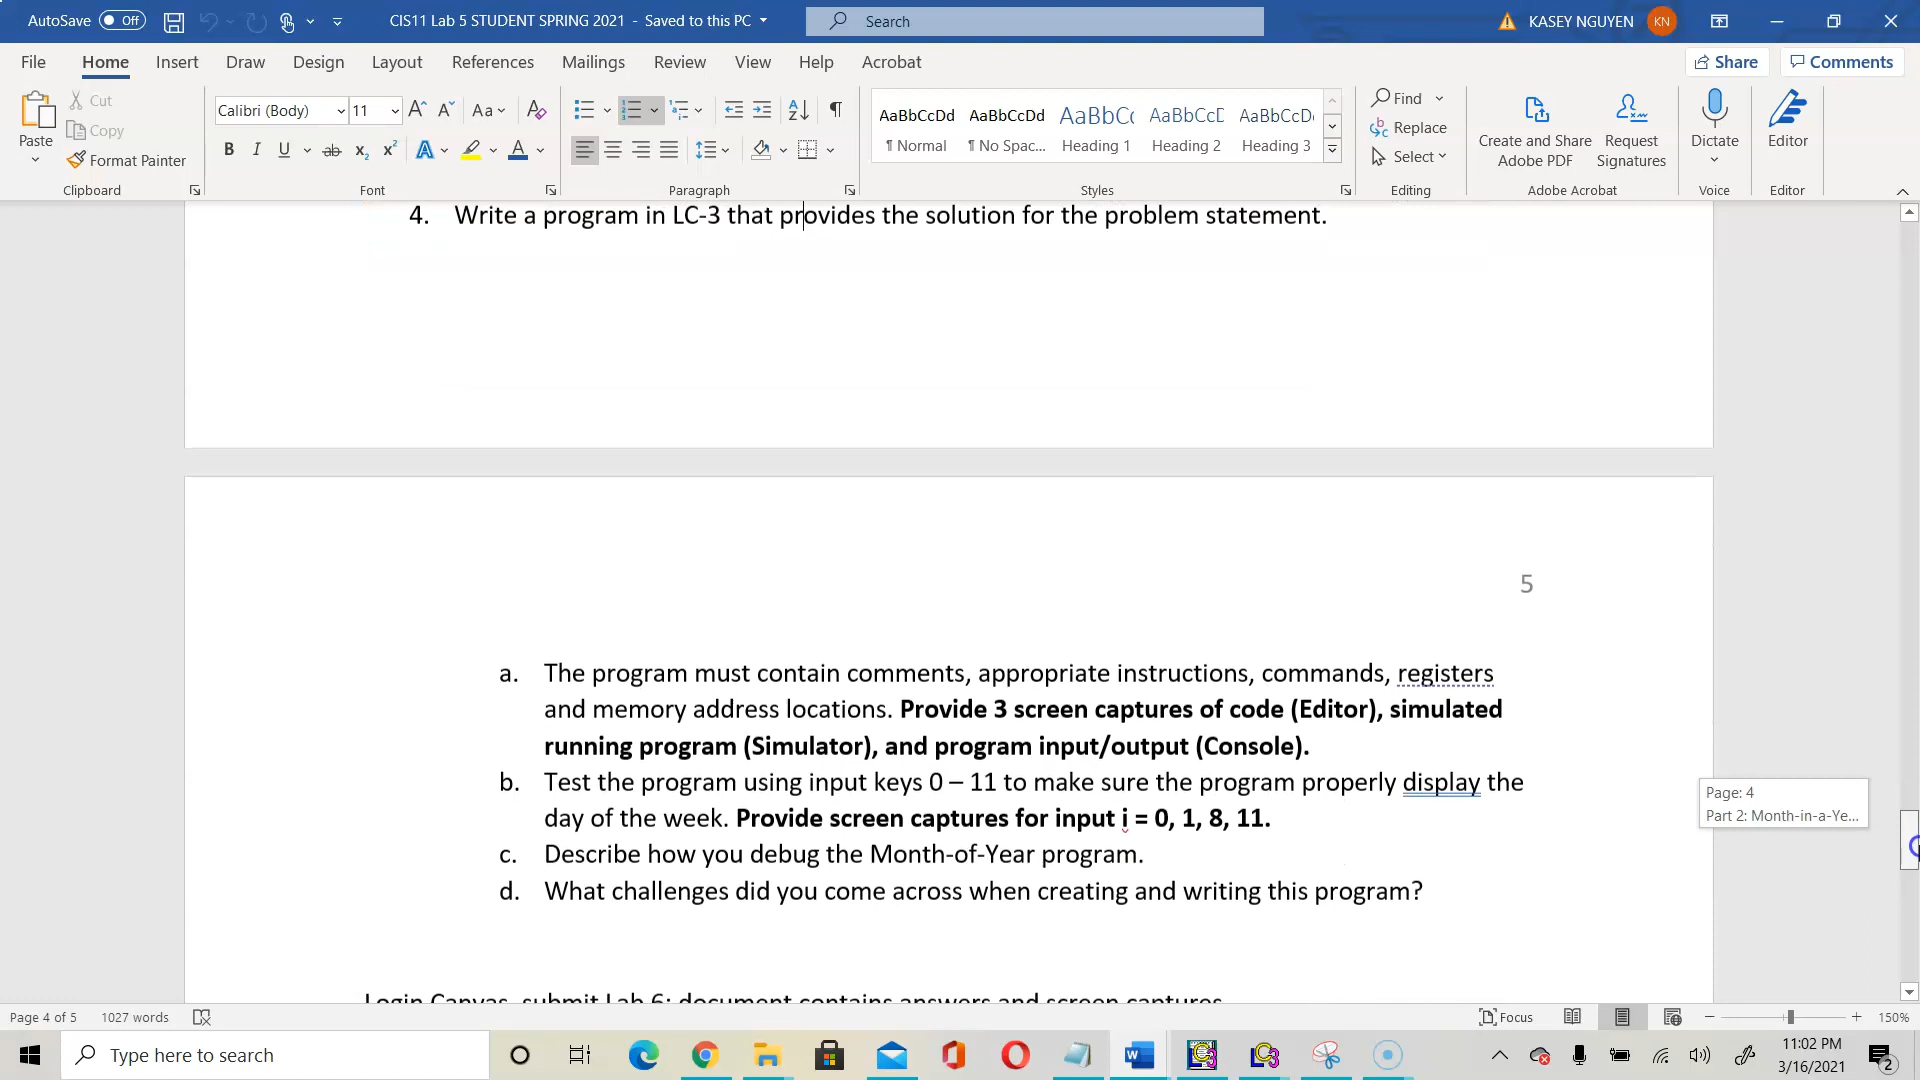 AutoSave Off CIS11 Lab 5 STUDENT SPRING 2021 - Saved to this PC Search KASEY NGUYEN KN
File Home Insert Draw Design Layout References Mailings Review View Help Acrobat Share Comments
Paste
Cut
Copy
Format Painter
Clipboard
Calibri (Body) 11
Font
Paragraph
AaBbCcDd AaBbCcDd AaBbCc AaBbCcD AaBbCcD
¶ Normal ¶ No Spac... Heading 1 Heading 2 Heading 3
Styles
Find
Replace
Select
Editing
Create and Share
Adobe PDF
Request
Signatures
Adobe Acrobat
Dictate
Voice
Editor
Editor
4. Write a program in LC-3 that provides the solution for the problem statement.
5
a. The program must contain comments, appropriate instructions, commands, registers
and memory address locations. Provide 3 screen captures of code (Editor), simulated
running program (Simulator), and program input/output (Console).
b. Test the program using input keys 0 – 11 to make sure the program properly display the
day of the week. Provide screen captures for input i = 0, 1, 8, 11.
c. Describe how you debug the Month-of-Year program.
d. What challenges did you come across when creating and writing this program?
Page: 4
Part 2: Month-in-a-Ye...
Login Canvas, submit Lab 6: document contains answers and screen captures
Page 4 of 5 1027 words Focus 150%
Type here to search
11:02 PM
3/16/2021
2